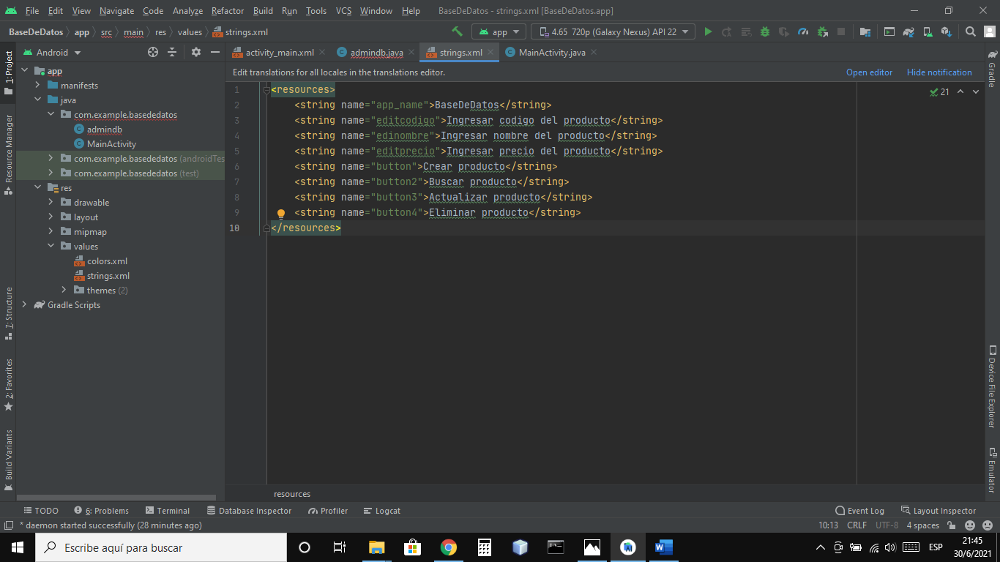 File Edit View Navigate Code Analyze Refactor Build Run Tools VCS Window Help BaseDeDatos - strings.xml [BaseDeDatos.app]
BaseDeDatos app src main res values strings.xml app 4.65 720p (Galaxy Nexus) API 22
Android activity_main.xml admindb.java strings.xml MainActivity.java
Edit translations for all locales in the translations editor. Open editor Hide notification
1: Project
Resource Manager
7: Structure
2: Favorites
Build Variants
app
manifests
java
com.example.basededatos
admindb
MainActivity
com.example.basededatos (androidTes
com.example.basededatos (test)
res
drawable
layout
mipmap
values
colors.xml
strings.xml
themes (2)
Gradle Scripts
1 <resources>
2 <string name="app_name">BaseDeDatos</string>
3 <string name="editcodigo">Ingresar codigo del producto</string>
4 <string name="edinombre">Ingresar nombre del producto</string>
5 <string name="editprecio">Ingresar precio del producto</string>
6 <string name="button">Crear producto</string>
7 <string name="button2">Buscar producto</string>
8 <string name="button3">Actualizar producto</string>
9 <string name="button4">Eliminar producto</string>
10 </resources>
21
Gradle
Device File Explorer
Emulator
resources
TODO 6: Problems Terminal Database Inspector Profiler Logcat Event Log Layout Inspector
* daemon started successfully (28 minutes ago) 10:13 CRLF UTF-8 4 spaces
Escribe aquí para buscar
ESP
21:45
30/6/2021